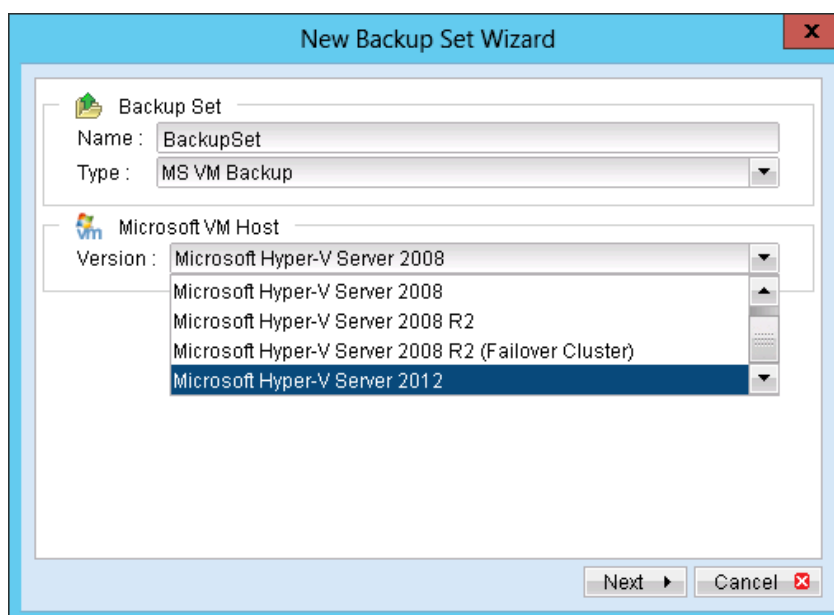 New Backup Set Wizard
x
Backup Set
Name : BackupSet
Type : MS VM Backup
vm Microsoft VM Host
Version : Microsoft Hyper-V Server 2008
Microsoft Hyper-V Server 2008
Microsoft Hyper-V Server 2008 R2
Microsoft Hyper-V Server 2008 R2 (Failover Cluster)
Microsoft Hyper-V Server 2012
Next Cancel